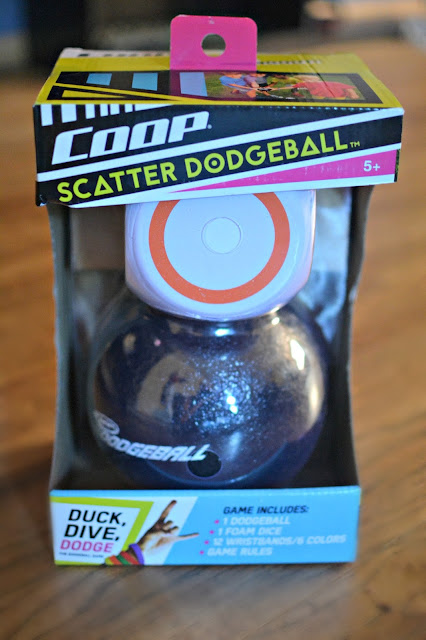 COOP®
SCATTER DODGEBALL™
5+
DODGEBALL
DUCK,
DIVE,
DODGE
GAME INCLUDES:
• 1 DODGEBALL
• 1 FOAM DICE
• 12 WRISTBANDS/6 COLORS
• GAME RULES